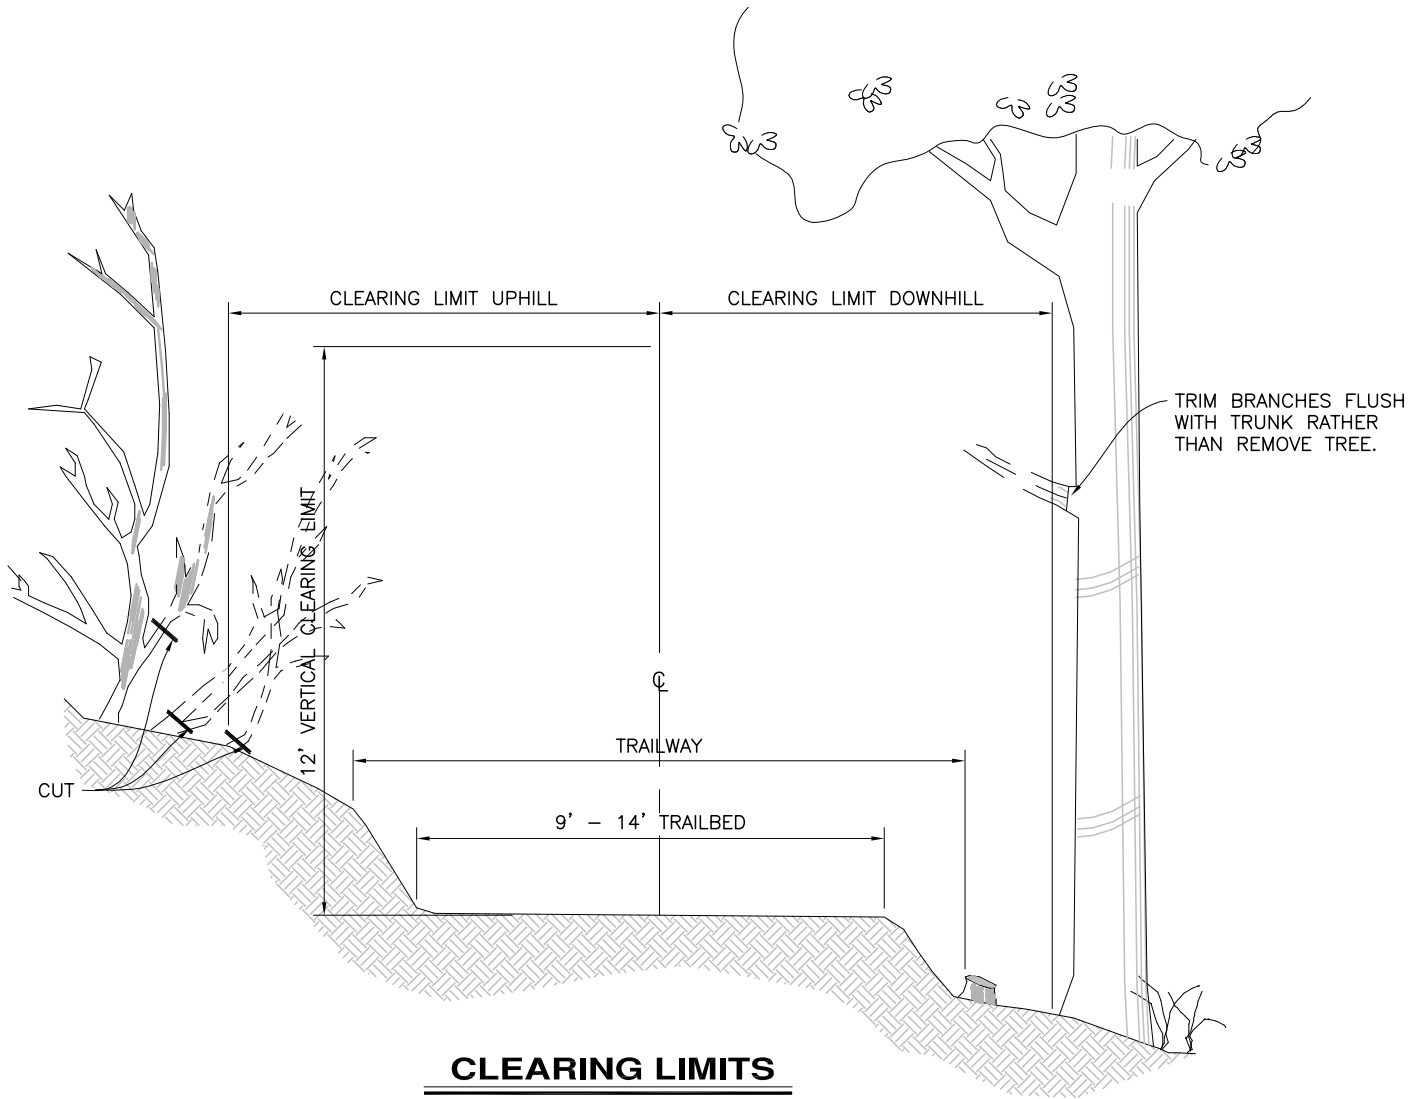 CLEARING LIMIT UPHILL
CLEARING LIMIT DOWNHILL
TRIM BRANCHES FLUSH
WITH TRUNK RATHER
THAN REMOVE TREE.
12' VERTICAL CLEARING LIMIT
℄
TRAILWAY
CUT
9' – 14' TRAILBED
CLEARING LIMITS